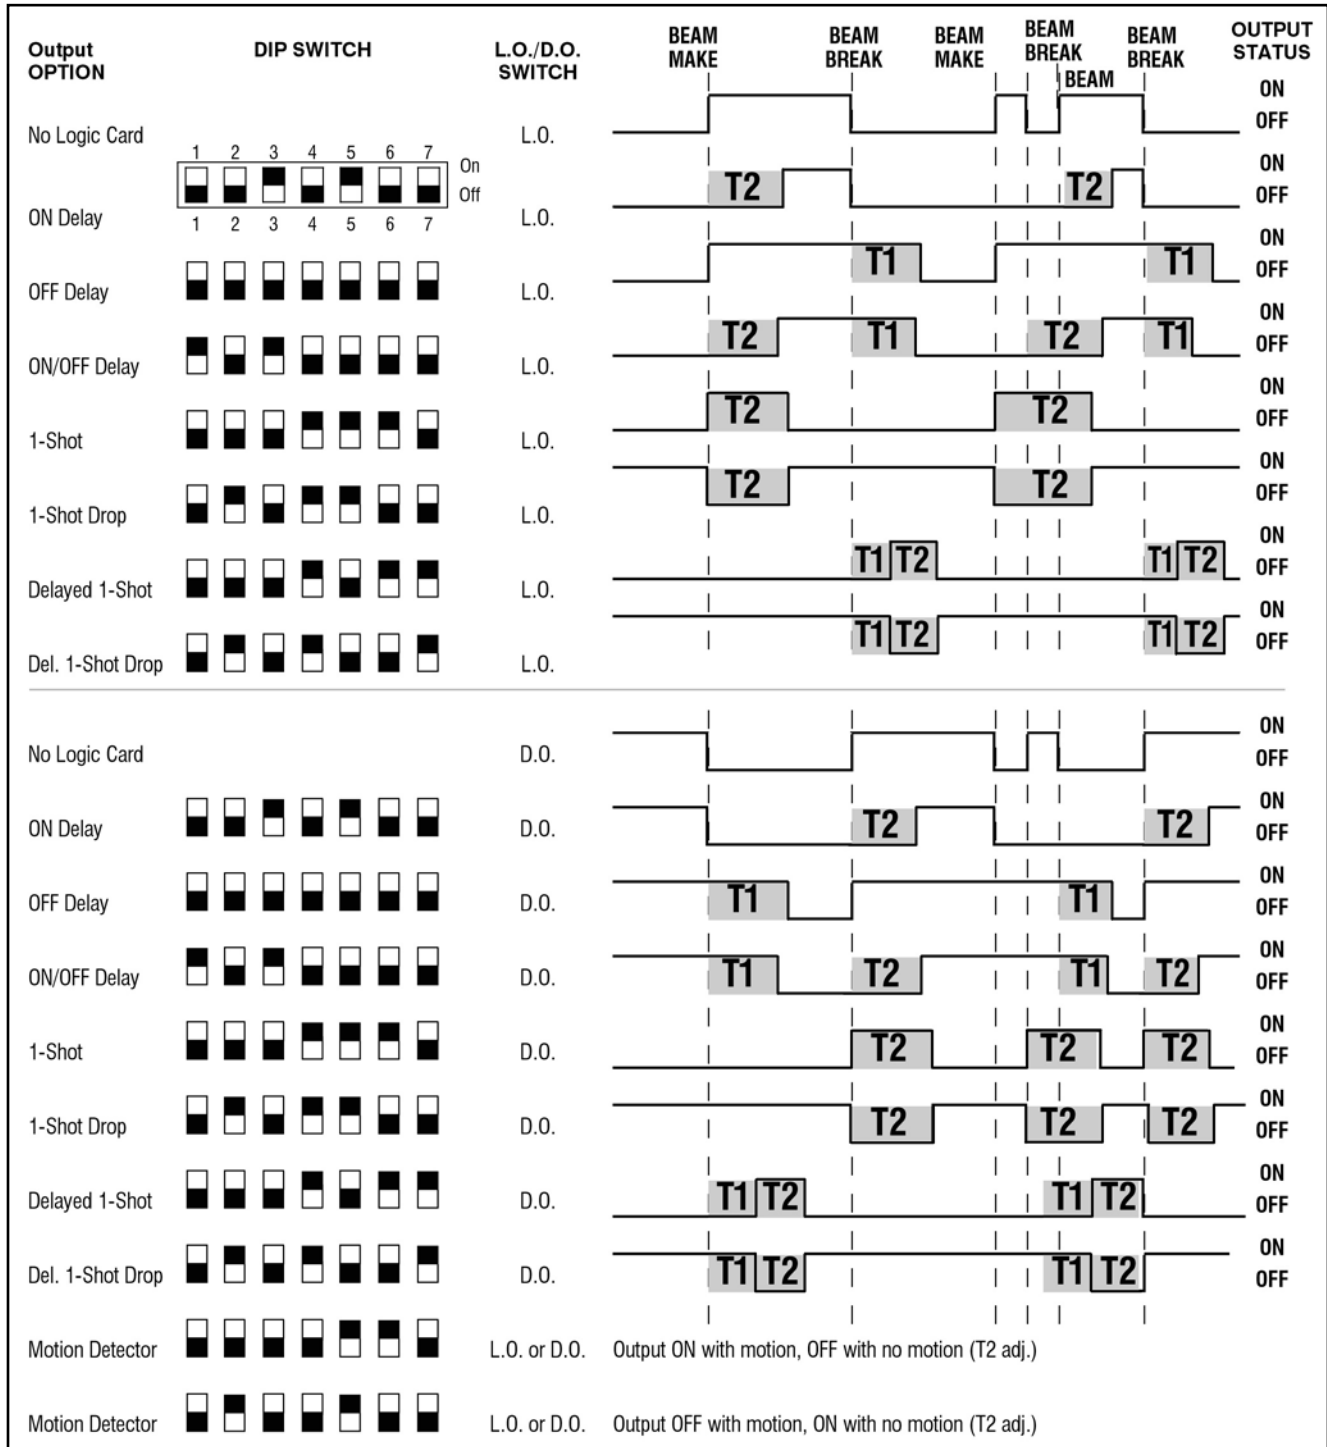 Output OPTION DIP SWITCH L.O./D.O. SWITCH BEAM MAKE BEAM BREAK BEAM MAKE BEAM BREAK BEAM BEAM BREAK OUTPUT STATUS
No Logic Card L.O. ON OFF
1 2 3 4 5 6 7 On Off
ON Delay 1 2 3 4 5 6 7 L.O. T2 T2 ON OFF
OFF Delay L.O. T1 T1 ON OFF
ON/OFF Delay L.O. T2 T1 T2 T1 ON OFF
1-Shot L.O. T2 T2 ON OFF
1-Shot Drop L.O. T2 T2 ON OFF
Delayed 1-Shot L.O. T1 T2 T1 T2 ON OFF
Del. 1-Shot Drop L.O. T1 T2 T1 T2 ON OFF
No Logic Card D.O. ON OFF
ON Delay D.O. T2 T2 ON OFF
OFF Delay D.O. T1 T1 ON OFF
ON/OFF Delay D.O. T1 T2 T1 T2 ON OFF
1-Shot D.O. T2 T2 T2 ON OFF
1-Shot Drop D.O. T2 T2 T2 ON OFF
Delayed 1-Shot D.O. T1 T2 T1 T2 ON OFF
Del. 1-Shot Drop D.O. T1 T2 T1 T2 ON OFF
Motion Detector L.O. or D.O. Output ON with motion, OFF with no motion (T2 adj.)
Motion Detector L.O. or D.O. Output OFF with motion, ON with no motion (T2 adj.)